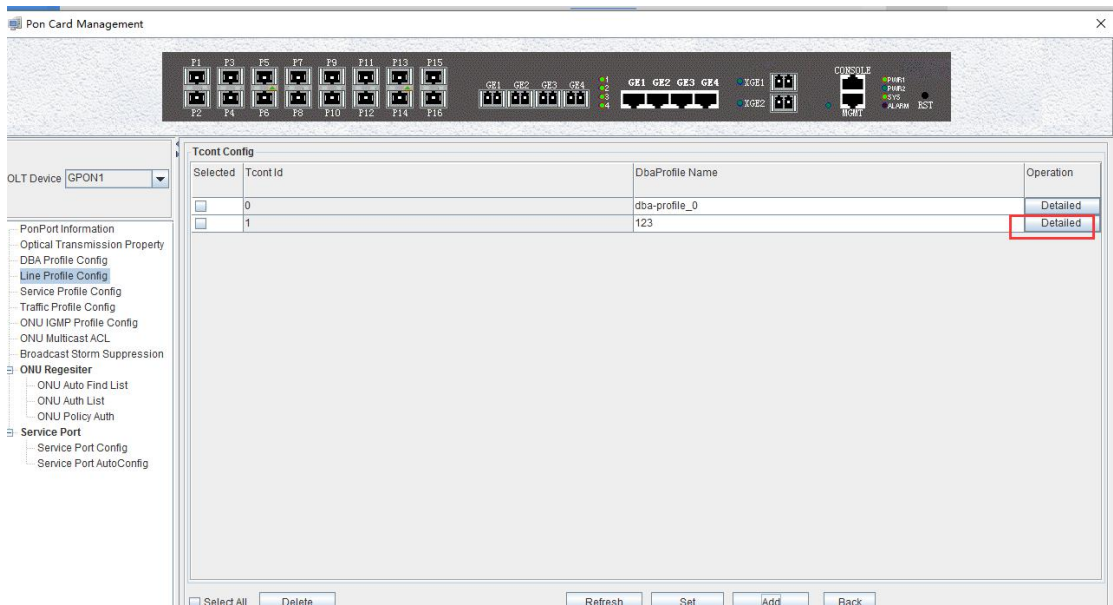 Pon Card Management
P1 P3 P5 P7 P9 P11 P13 P15
P2 P4 P6 P8 P10 P12 P14 P16
GE1 GE2 GE3 GE4
1
2
3
4
GE1 GE2 GE3 GE4
XGE1
XGE2
CONSOLE
MGMT
PWR1
PWR2
SYS
ALARM
RST
OLT Device GPON1
PonPort Information
Optical Transmission Property
DBA Profile Config
Line Profile Config
Service Profile Config
Traffic Profile Config
ONU IGMP Profile Config
ONU Multicast ACL
Broadcast Storm Suppression
ONU Regesiter
ONU Auto Find List
ONU Auth List
ONU Policy Auth
Service Port
Service Port Config
Service Port AutoConfig
Tcont Config
Selected Tcont Id DbaProfile Name Operation
0 dba-profile_0 Detailed
1 123 Detailed
Select All Delete Refresh Set Add Back